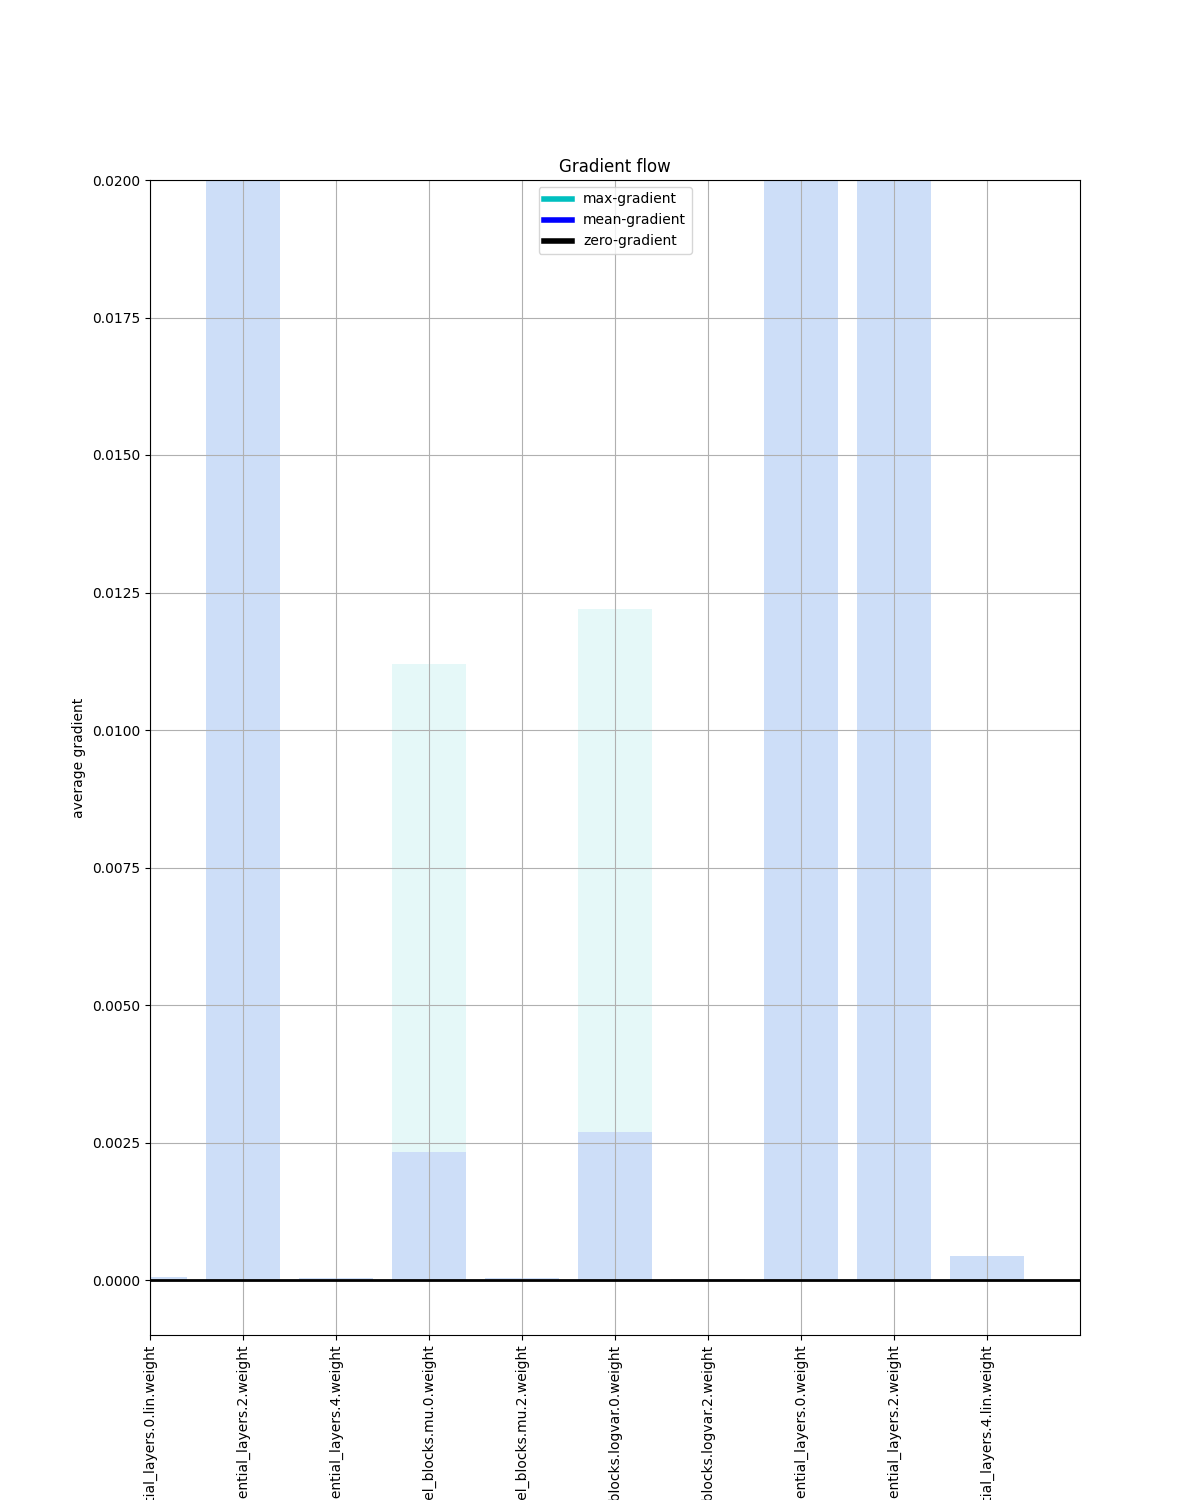 Gradient flow
max-gradient
mean-gradient
zero-gradient
0.0200
0.0175
0.0150
0.0125
0.0100
0.0075
0.0050
0.0025
0.0000
average gradient
tial_layers.0.lin.weight
ential_layers.2.weight
ential_layers.4.weight
el_blocks.mu.0.weight
el_blocks.mu.2.weight
blocks.logvar.0.weight
blocks.logvar.2.weight
ential_layers.0.weight
ential_layers.2.weight
tial_layers.4.lin.weight